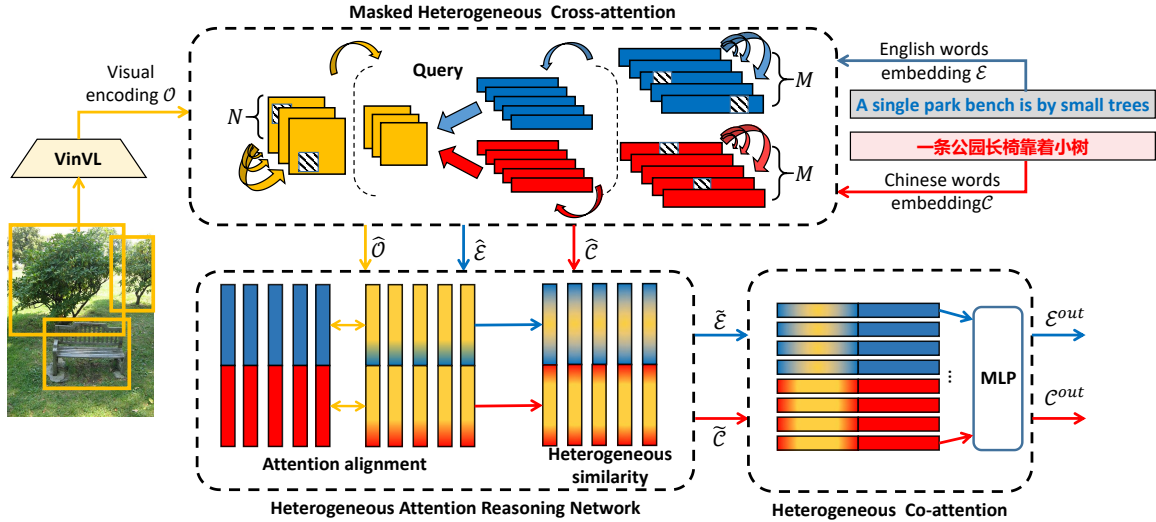 Masked Heterogeneous Cross-attention
Visual
encoding 𝒪
VinVL
N
Query
M
M
English words
embedding ℰ
A single park bench is by small trees
一条公园长椅靠着小树
Chinese words
embedding𝒞
𝒪̂
ℰ̂
𝒞̂
Attention alignment
Heterogeneous
similarity
Heterogeneous Attention Reasoning Network
ℰ̃
𝒞̃
...
MLP
ℰᵒᵘᵗ
𝒞ᵒᵘᵗ
Heterogeneous Co-attention